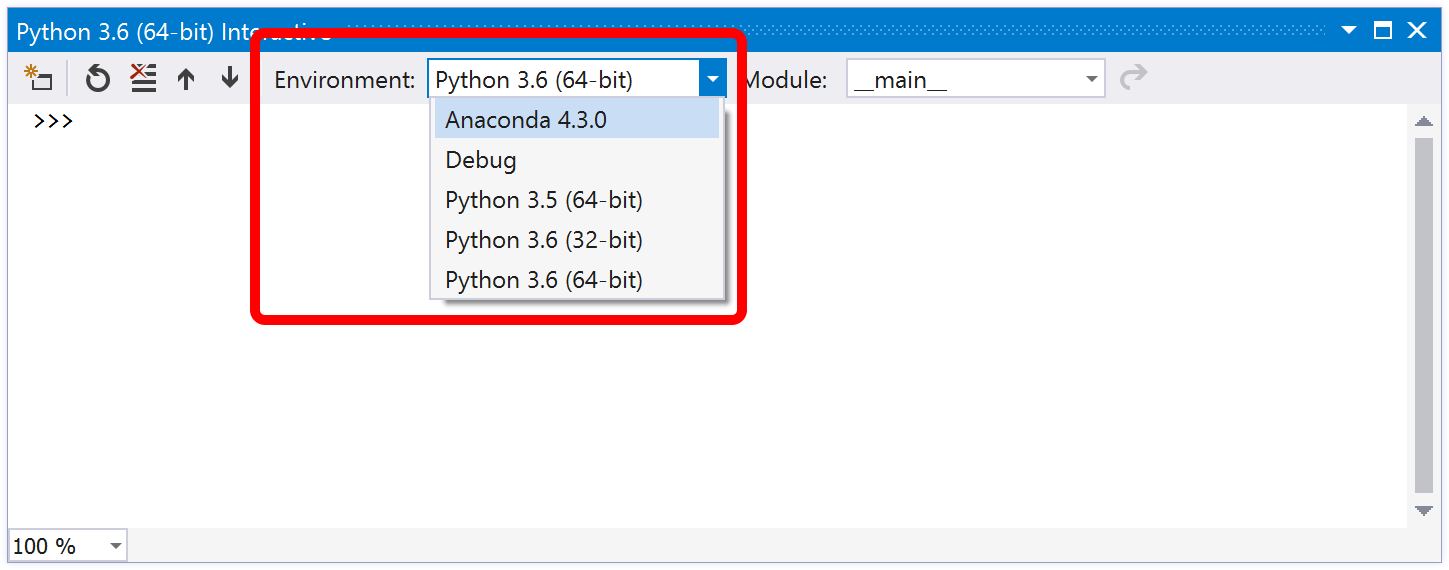 Python 3.6 (64-bit) Interactive
Environment: Python 3.6 (64-bit) Module: __main__
>>>
Anaconda 4.3.0
Debug
Python 3.5 (64-bit)
Python 3.6 (32-bit)
Python 3.6 (64-bit)
100 %